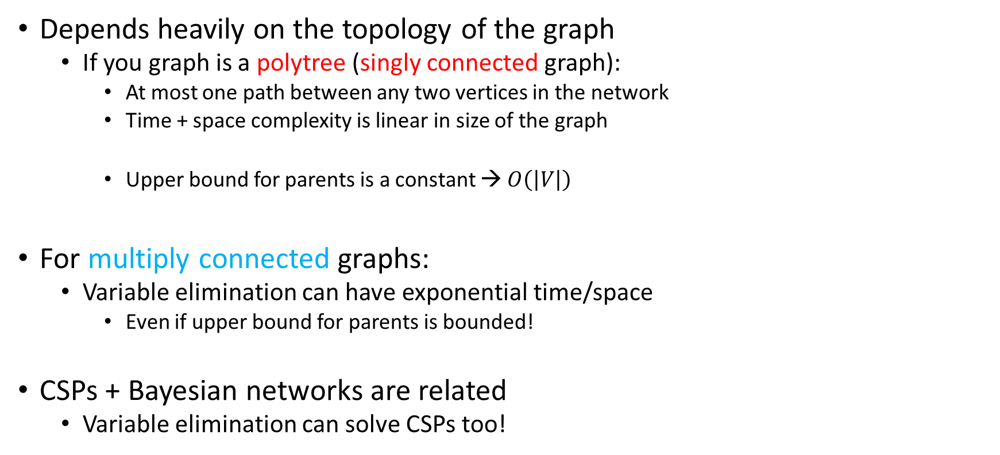 • Depends heavily on the topology of the graph
• If you graph is a polytree (singly connected graph):
• At most one path between any two vertices in the network
• Time + space complexity is linear in size of the graph
• Upper bound for parents is a constant → O(|V|)
• For multiply connected graphs:
• Variable elimination can have exponential time/space
• Even if upper bound for parents is bounded!
• CSPs + Bayesian networks are related
• Variable elimination can solve CSPs too!